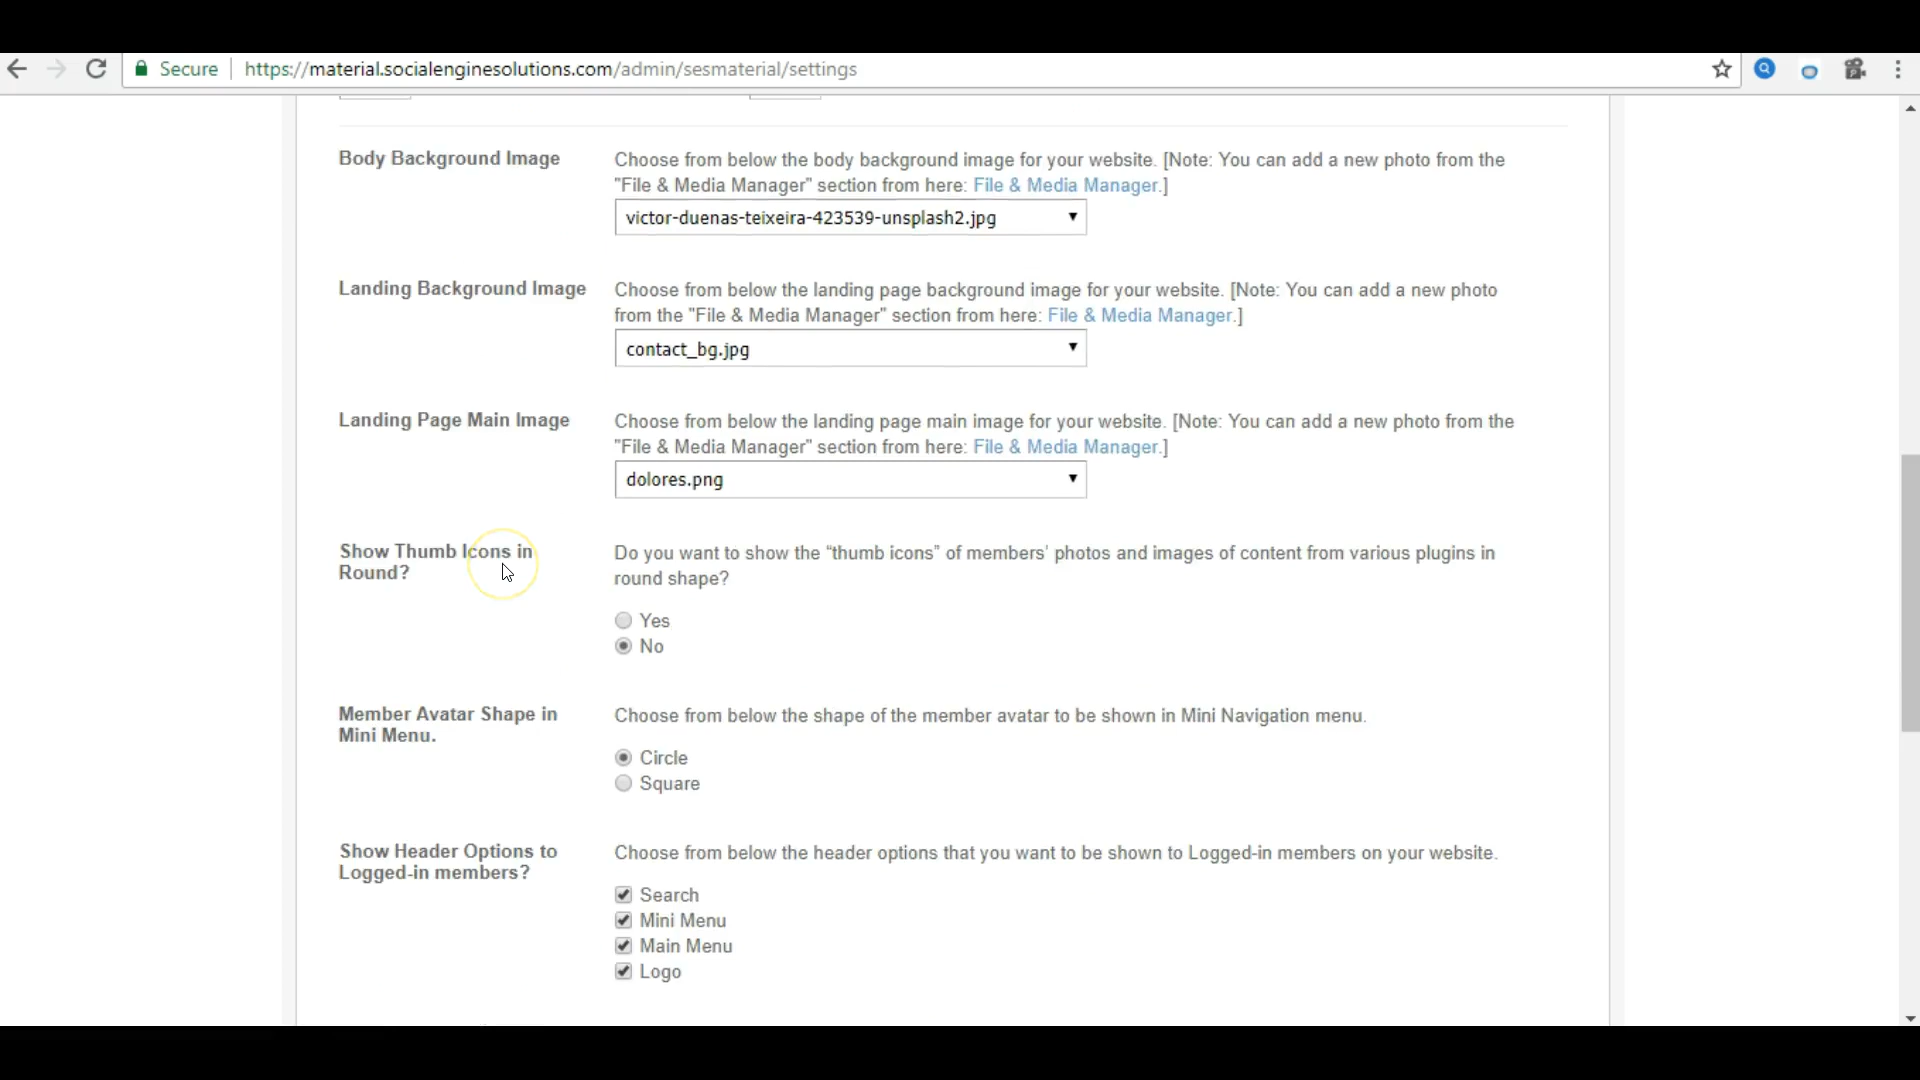 Secure https://material.socialenginesolutions.com/admin/sesmaterial/settings
Body Background Image
Choose from below the body background image for your website. [Note: You can add a new photo from the
"File & Media Manager" section from here: File & Media Manager.]
victor-duenas-teixeira-423539-unsplash2.jpg
Landing Background Image
Choose from below the landing page background image for your website. [Note: You can add a new photo
from the "File & Media Manager" section from here: File & Media Manager.]
contact_bg.jpg
Landing Page Main Image
Choose from below the landing page main image for your website. [Note: You can add a new photo from the
"File & Media Manager" section from here: File & Media Manager.]
dolores.png
Show Thumb Icons in
Round?
Do you want to show the “thumb icons” of members' photos and images of content from various plugins in
round shape?
Yes
No
Member Avatar Shape in
Mini Menu.
Choose from below the shape of the member avatar to be shown in Mini Navigation menu.
Circle
Square
Show Header Options to
Logged-in members?
Choose from below the header options that you want to be shown to Logged-in members on your website.
Search
Mini Menu
Main Menu
Logo